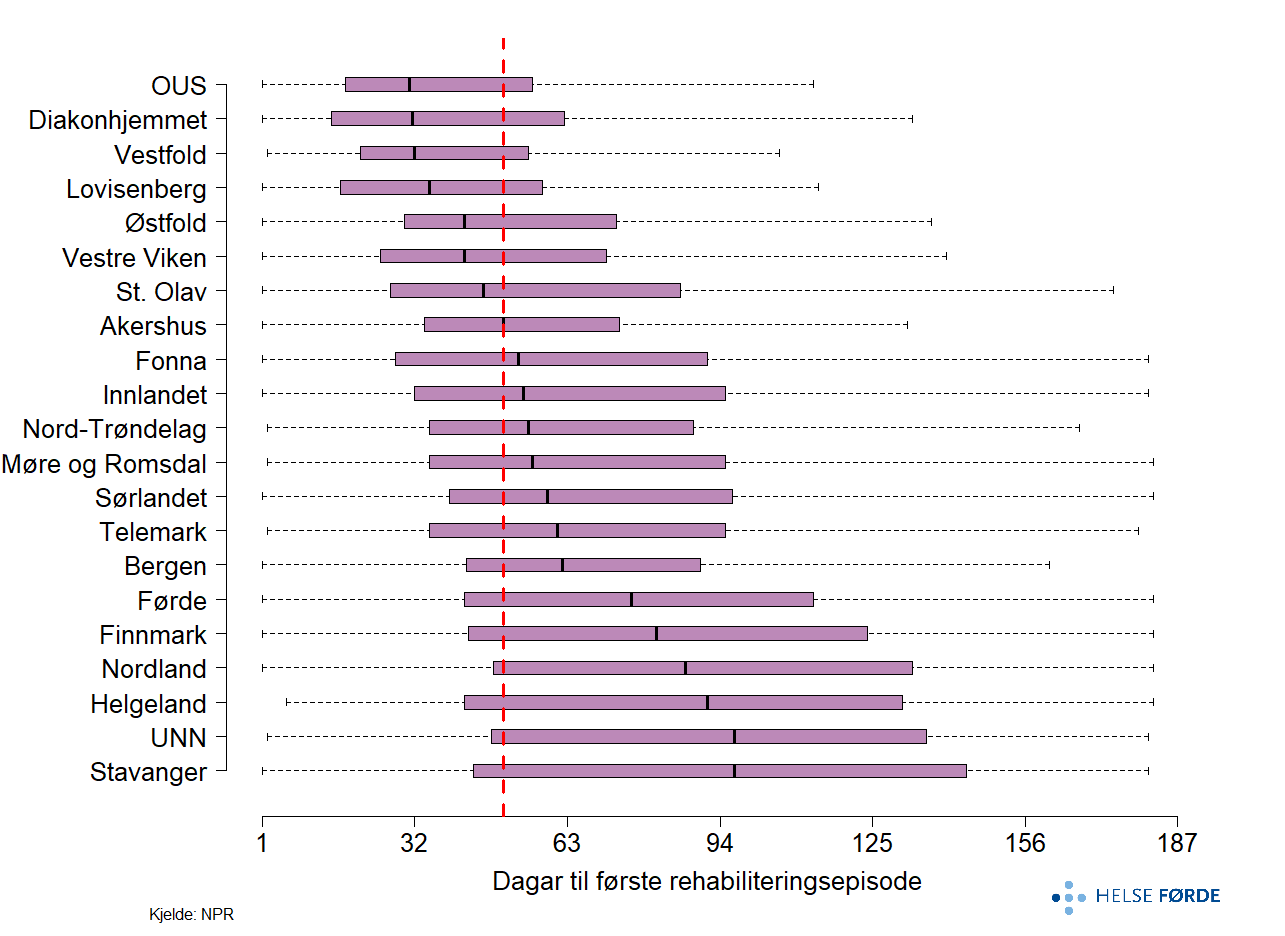 OUS
Diakonhjemmet
Vestfold
Lovisenberg
Østfold
Vestre Viken
St. Olav
Akershus
Fonna
Innlandet
Nord-Trøndelag
Møre og Romsdal
Sørlandet
Telemark
Bergen
Førde
Finnmark
Nordland
Helgeland
UNN
Stavanger
1 32 63 94 125 156 187
Dagar til første rehabiliteringsepisode
HELSE FØRDE
Kjelde: NPR